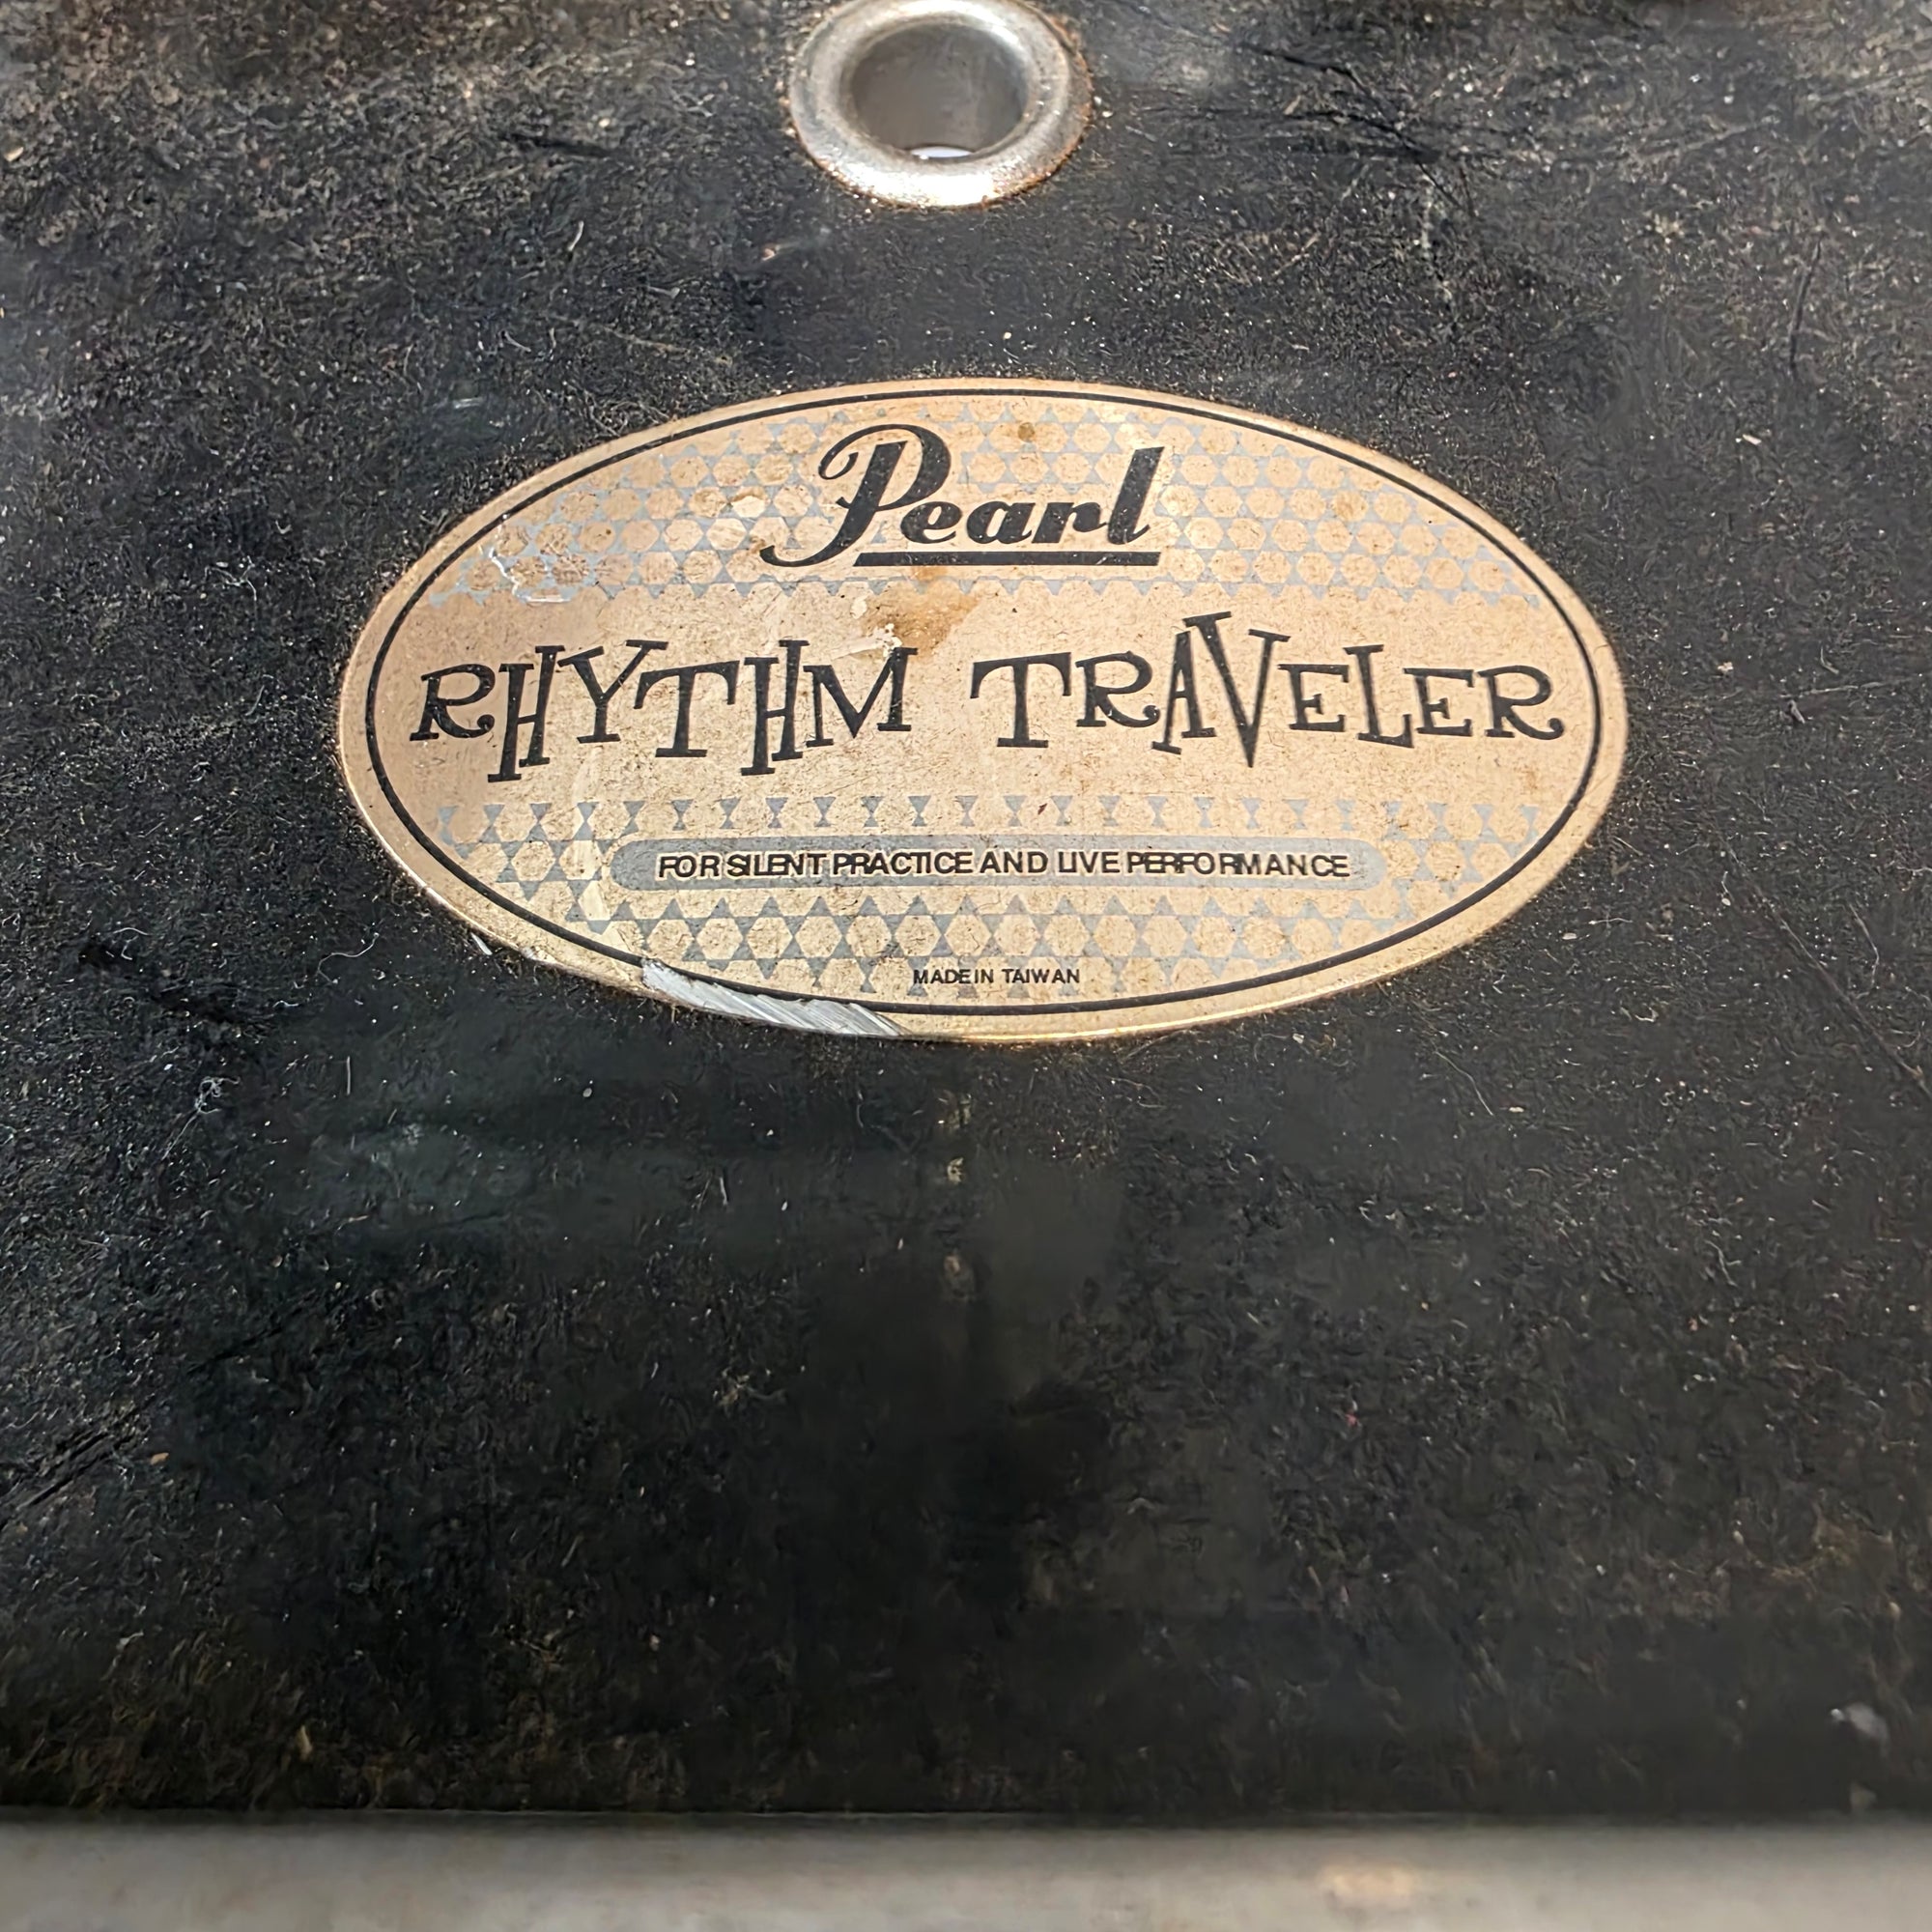 Pearl
RHYTHM TRAVELER
FOR SILENT PRACTICE AND LIVE PERFORMANCE
MADE IN TAIWAN